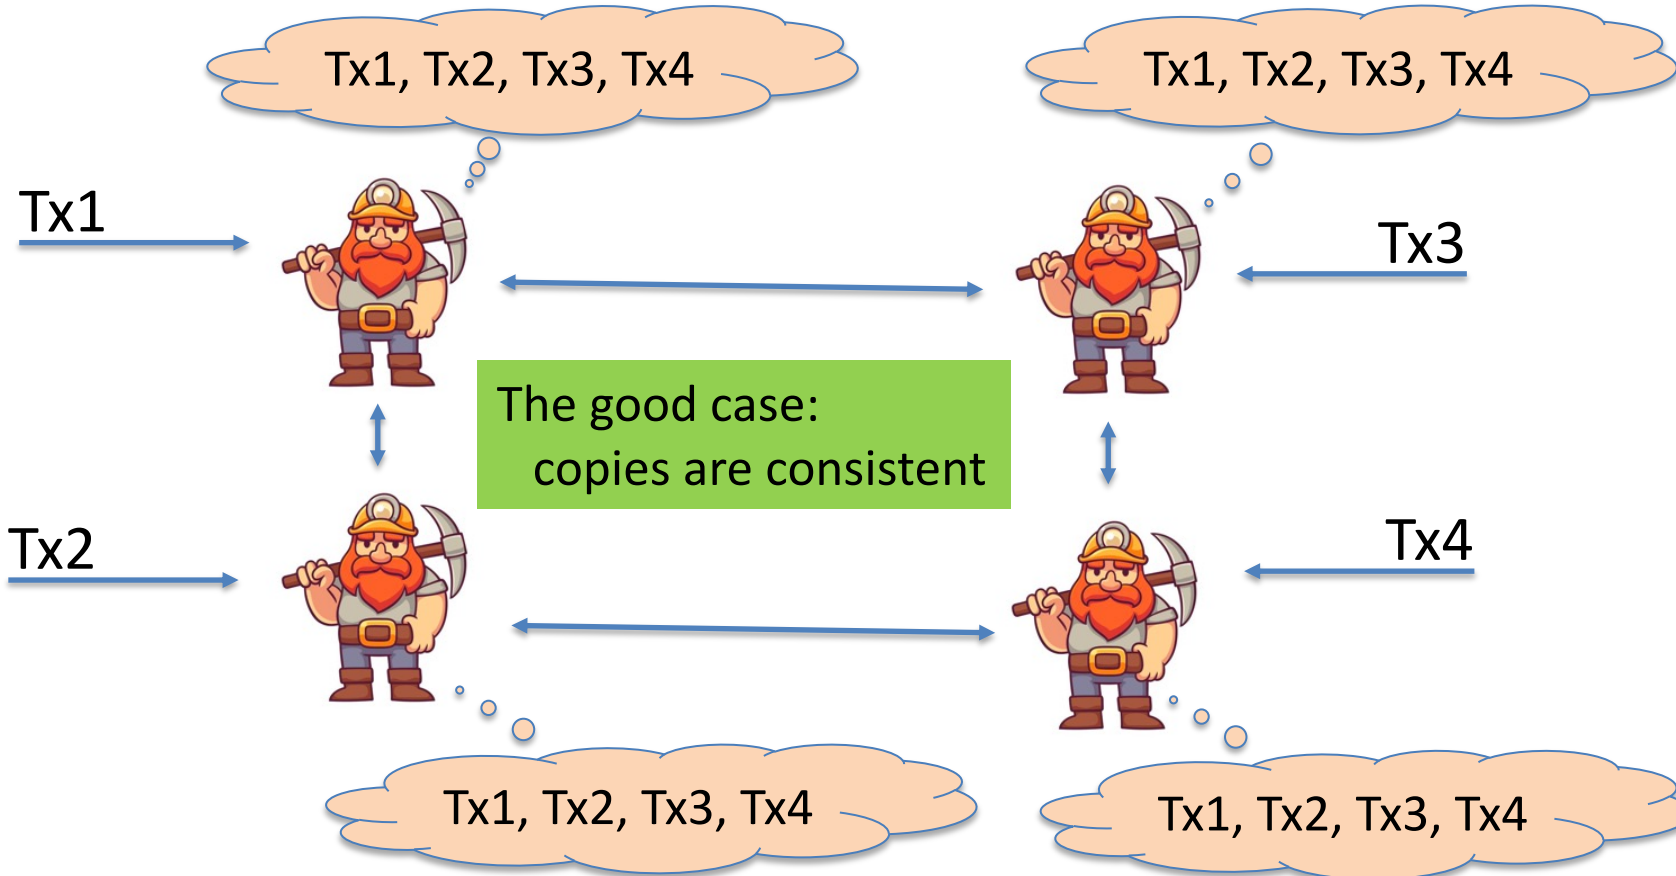 Tx1, Tx2, Tx3, Tx4
Tx1, Tx2, Tx3, Tx4
Tx1
Tx3
The good case:
copies are consistent
Tx2
Tx4
Tx1, Tx2, Tx3, Tx4
Tx1, Tx2, Tx3, Tx4